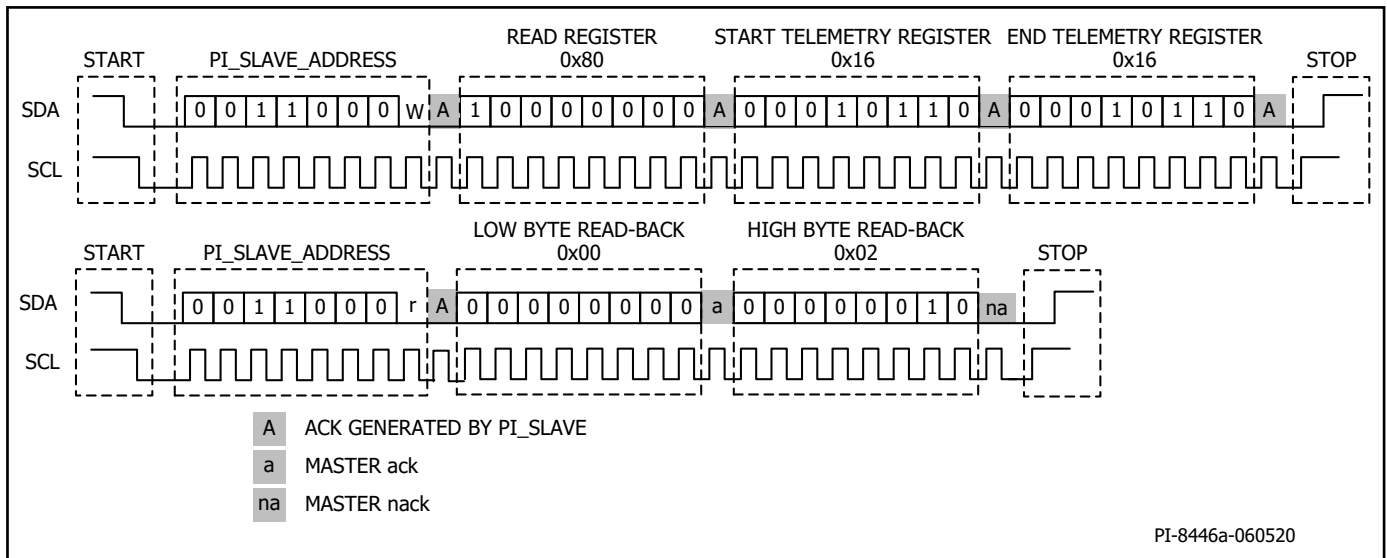 READ REGISTER START TELEMETRY REGISTER END TELEMETRY REGISTER
START PI_SLAVE_ADDRESS 0x80 0x16 0x16 STOP
SDA 0 0 1 1 0 0 0 W A 1 0 0 0 0 0 0 0 A 0 0 0 1 0 1 1 0 A 0 0 0 1 0 1 1 0 A
SCL
LOW BYTE READ-BACK HIGH BYTE READ-BACK
START PI_SLAVE_ADDRESS 0x00 0x02 STOP
SDA 0 0 1 1 0 0 0 r A 0 0 0 0 0 0 0 0 a 0 0 0 0 0 0 1 0 na
SCL
A ACK GENERATED BY PI_SLAVE
a MASTER ack
na MASTER nack
PI-8446a-060520